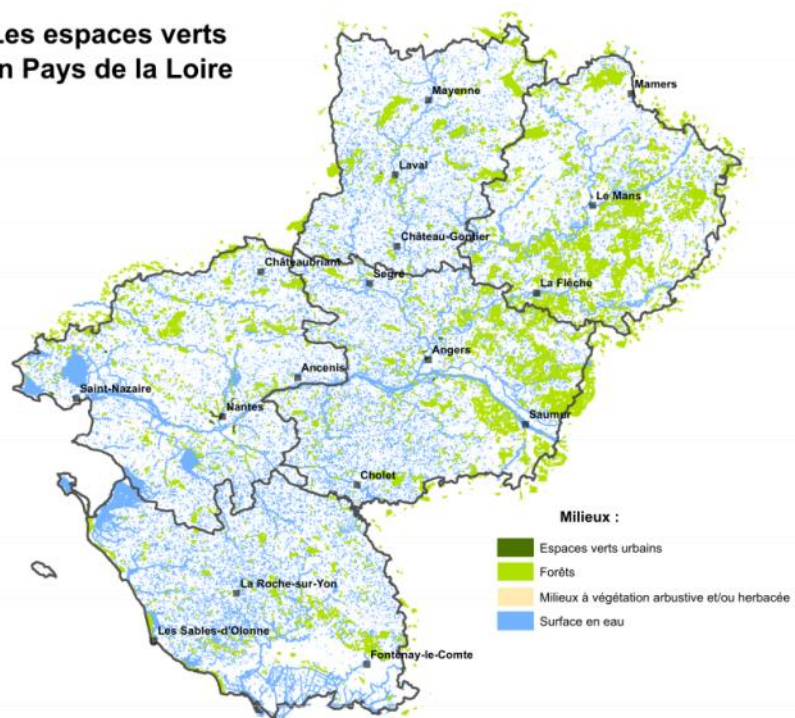 Les espaces verts
n Pays de la Loire
Mamers
Mayenne
Laval
Le Mans
Château-Gontier
Châteaubriant
Segré
La Flèche
Angers
Ancenis
Saint-Nazaire
Nantes
Saumur
Cholet
Milieux :
Espaces verts urbains
Forêts
La Roche-sur-Yon
Milieu à végétation arbustive et/ou herbacée
Surface en eau
Les Sables-d'Olonne
Fontenay-le-Comte